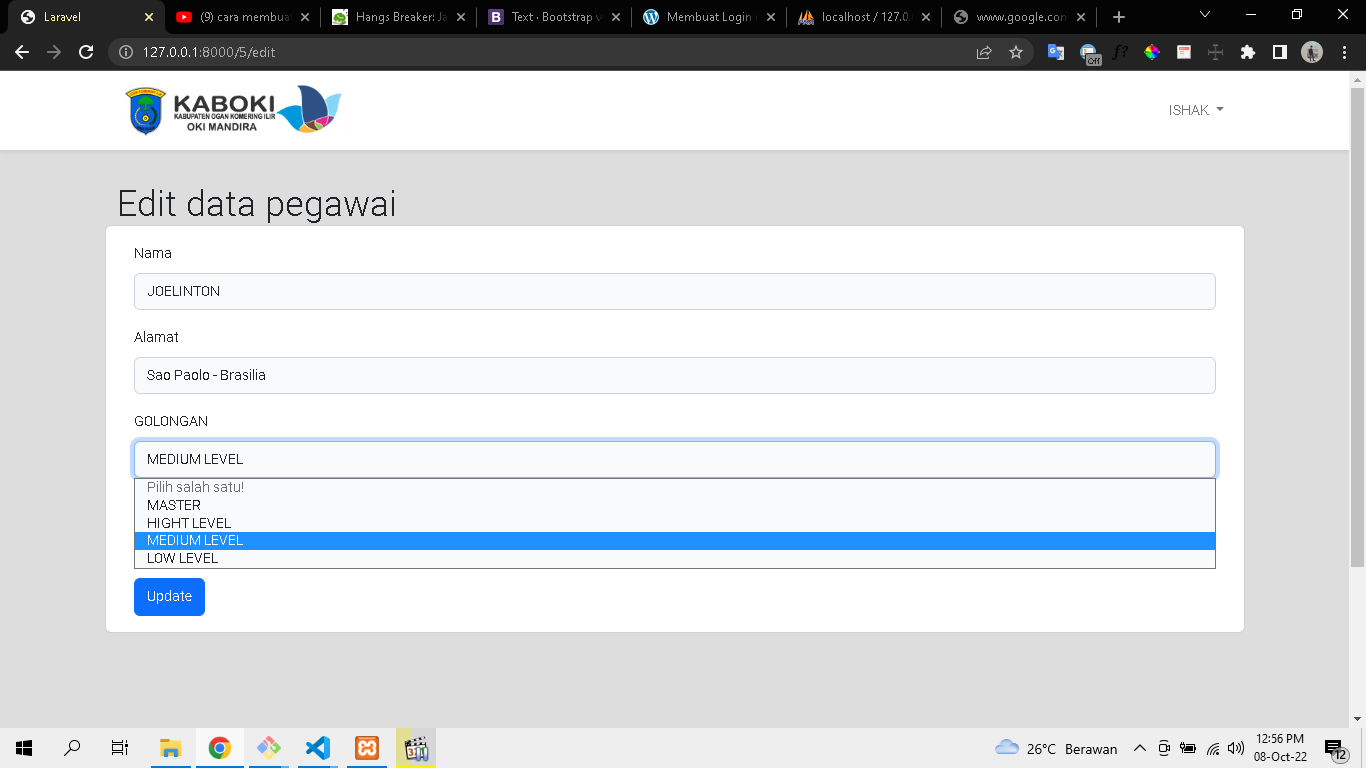 Laravel
(9) cara membuat
Hangs Breaker: Ja
Text · Bootstrap v
Membuat Login
localhost / 127.0.
www.google.com
127.0.0.1:8000/5/edit
Off
f?
KABOKI
KABUPATEN OGAN KOMERING ILIR
OKI MANDIRA
ISHAK
Edit data pegawai
Nama
JOELINTON
Alamat
Sao Paolo - Brasilia
GOLONGAN
MEDIUM LEVEL
Pilih salah satu!
MASTER
HIGHT LEVEL
MEDIUM LEVEL
LOW LEVEL
Update
26°C Berawan
12:56 PM
08-Oct-22
12